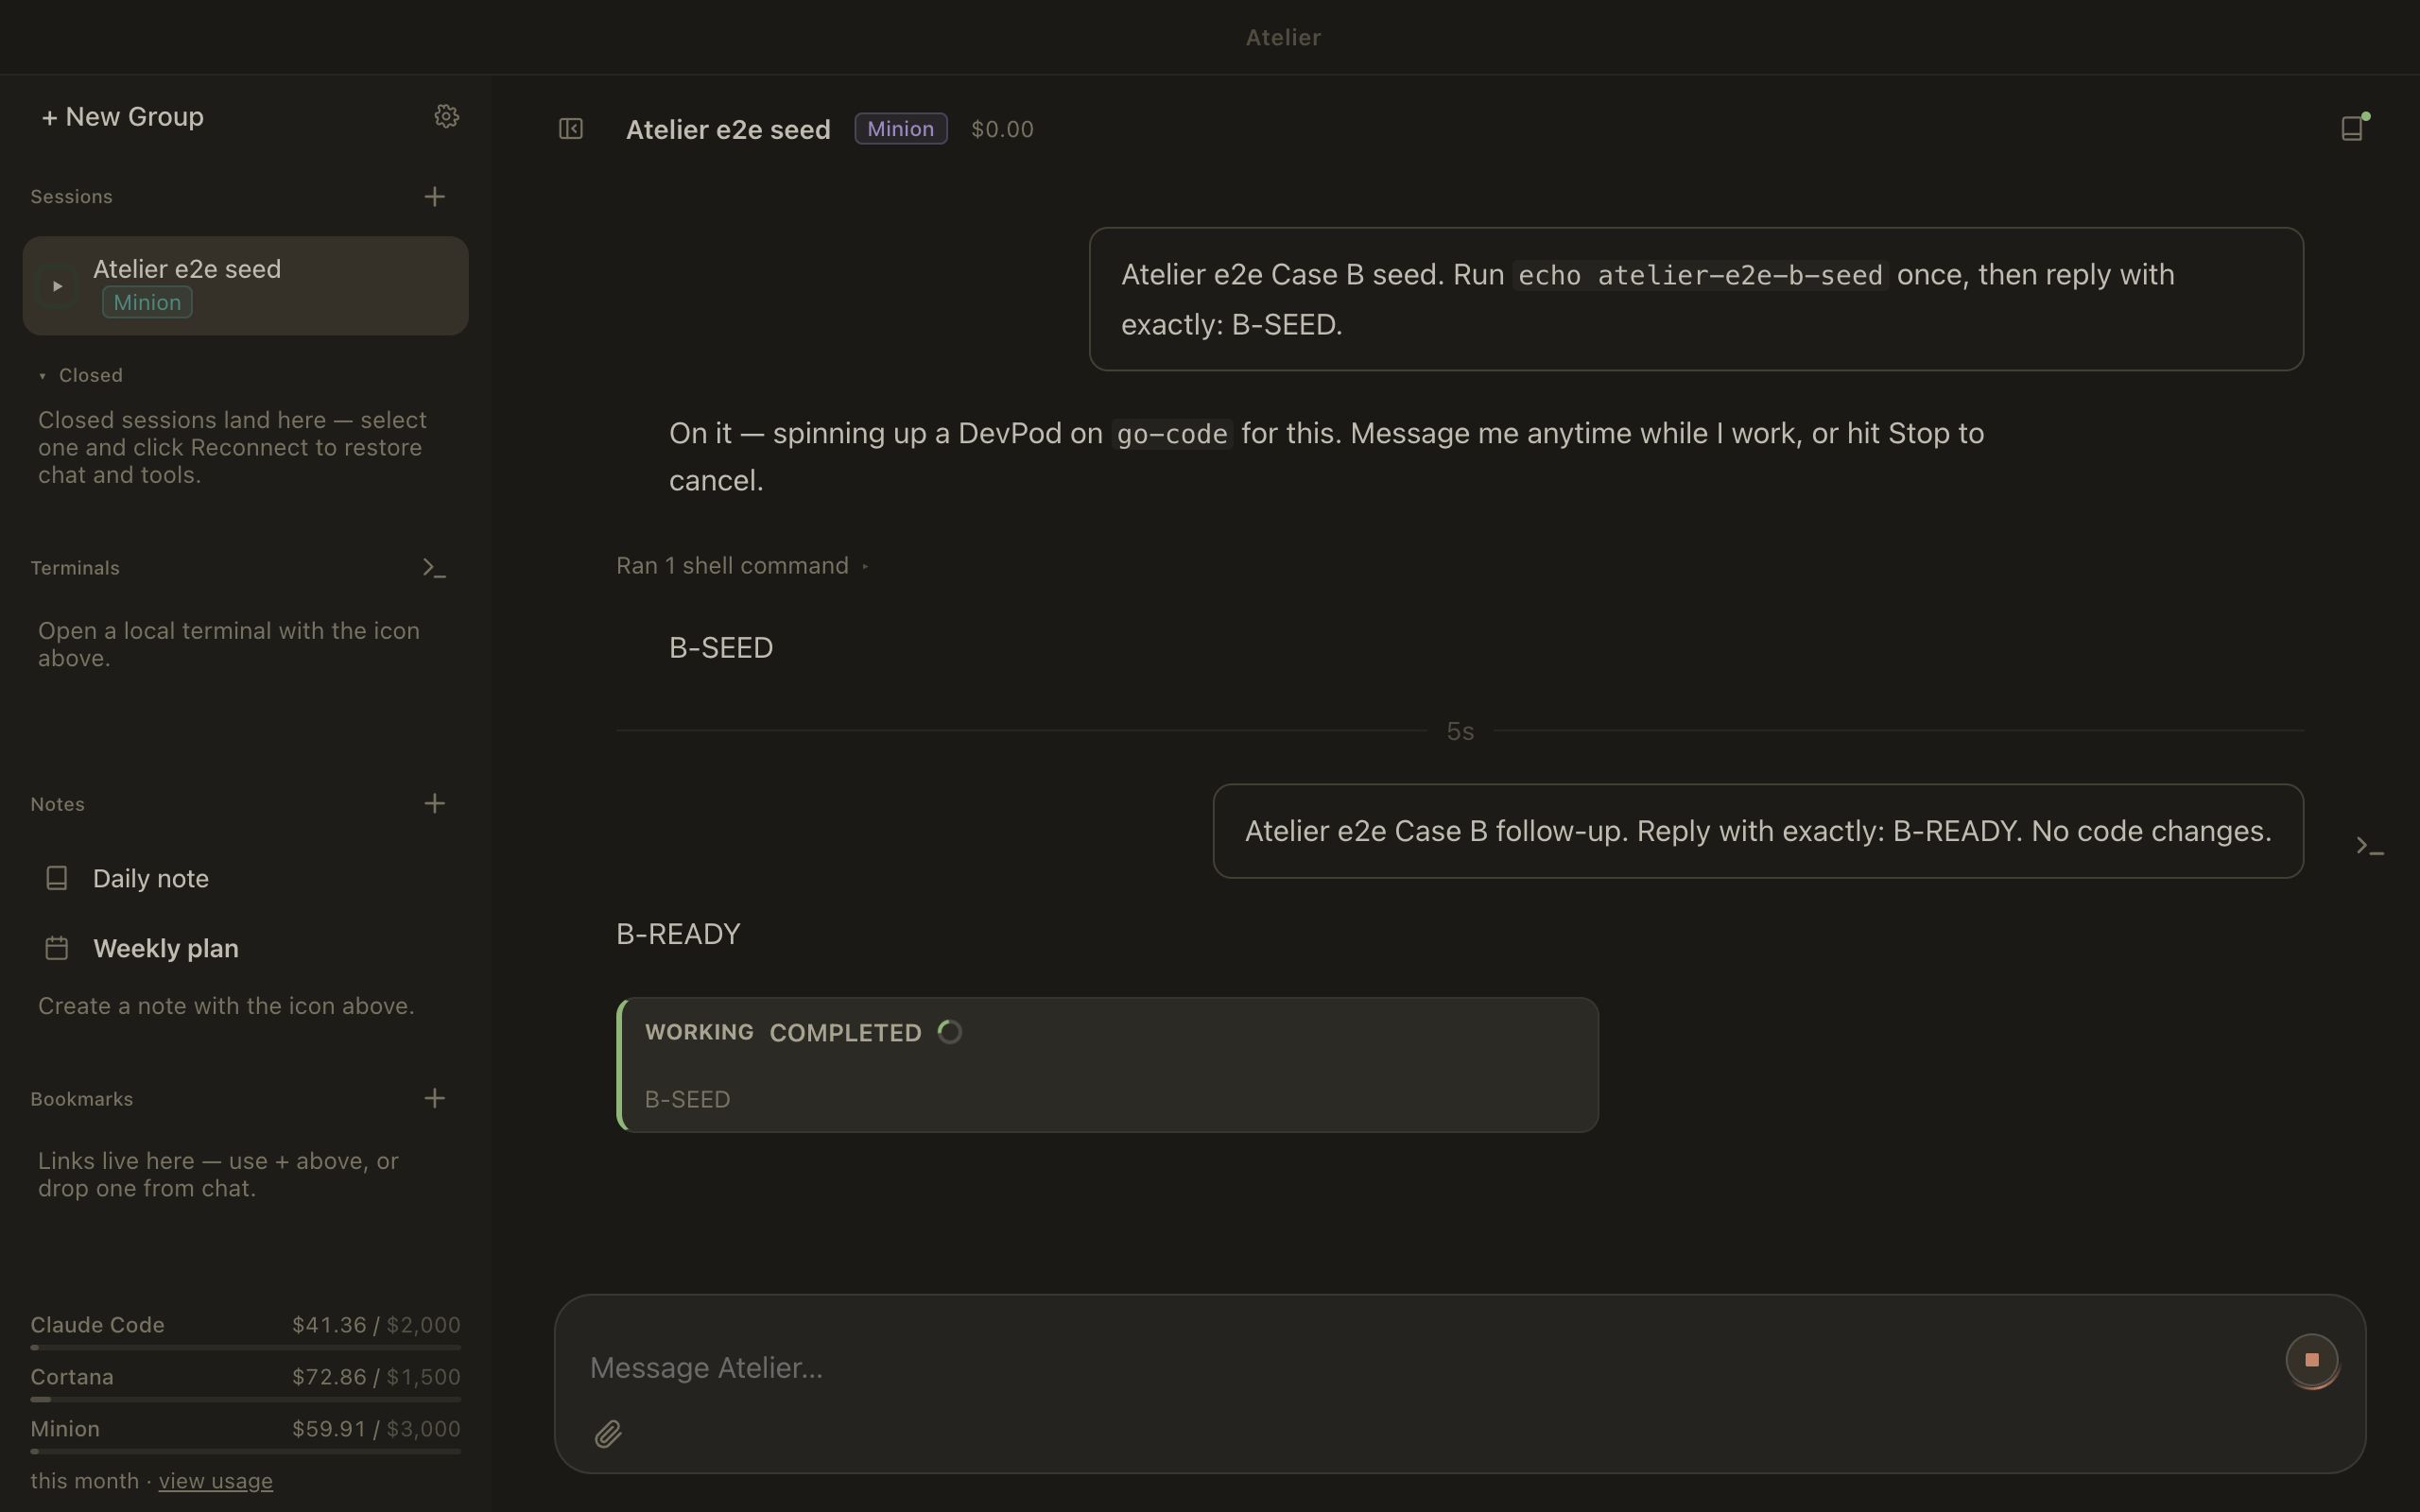 Atelier
+ New Group
Sessions
Atelier e2e seed
Minion
Closed
Closed sessions land here — select
one and click Reconnect to restore
chat and tools.
Terminals
Open a local terminal with the icon
above.
Notes
Daily note
Weekly plan
Create a note with the icon above.
Bookmarks
Links live here — use + above, or
drop one from chat.
Claude Code $41.36 / $2,000
Cortana $72.86 / $1,500
Minion $59.91 / $3,000
this month · view usage
Atelier e2e seed Minion $0.00
Atelier e2e Case B seed. Run echo atelier-e2e-b-seed once, then reply with
exactly: B-SEED.
On it — spinning up a DevPod on go-code for this. Message me anytime while I work, or hit Stop to
cancel.
Ran 1 shell command
B-SEED
5s
Atelier e2e Case B follow-up. Reply with exactly: B-READY. No code changes.
B-READY
WORKING COMPLETED
B-SEED
Message Atelier...